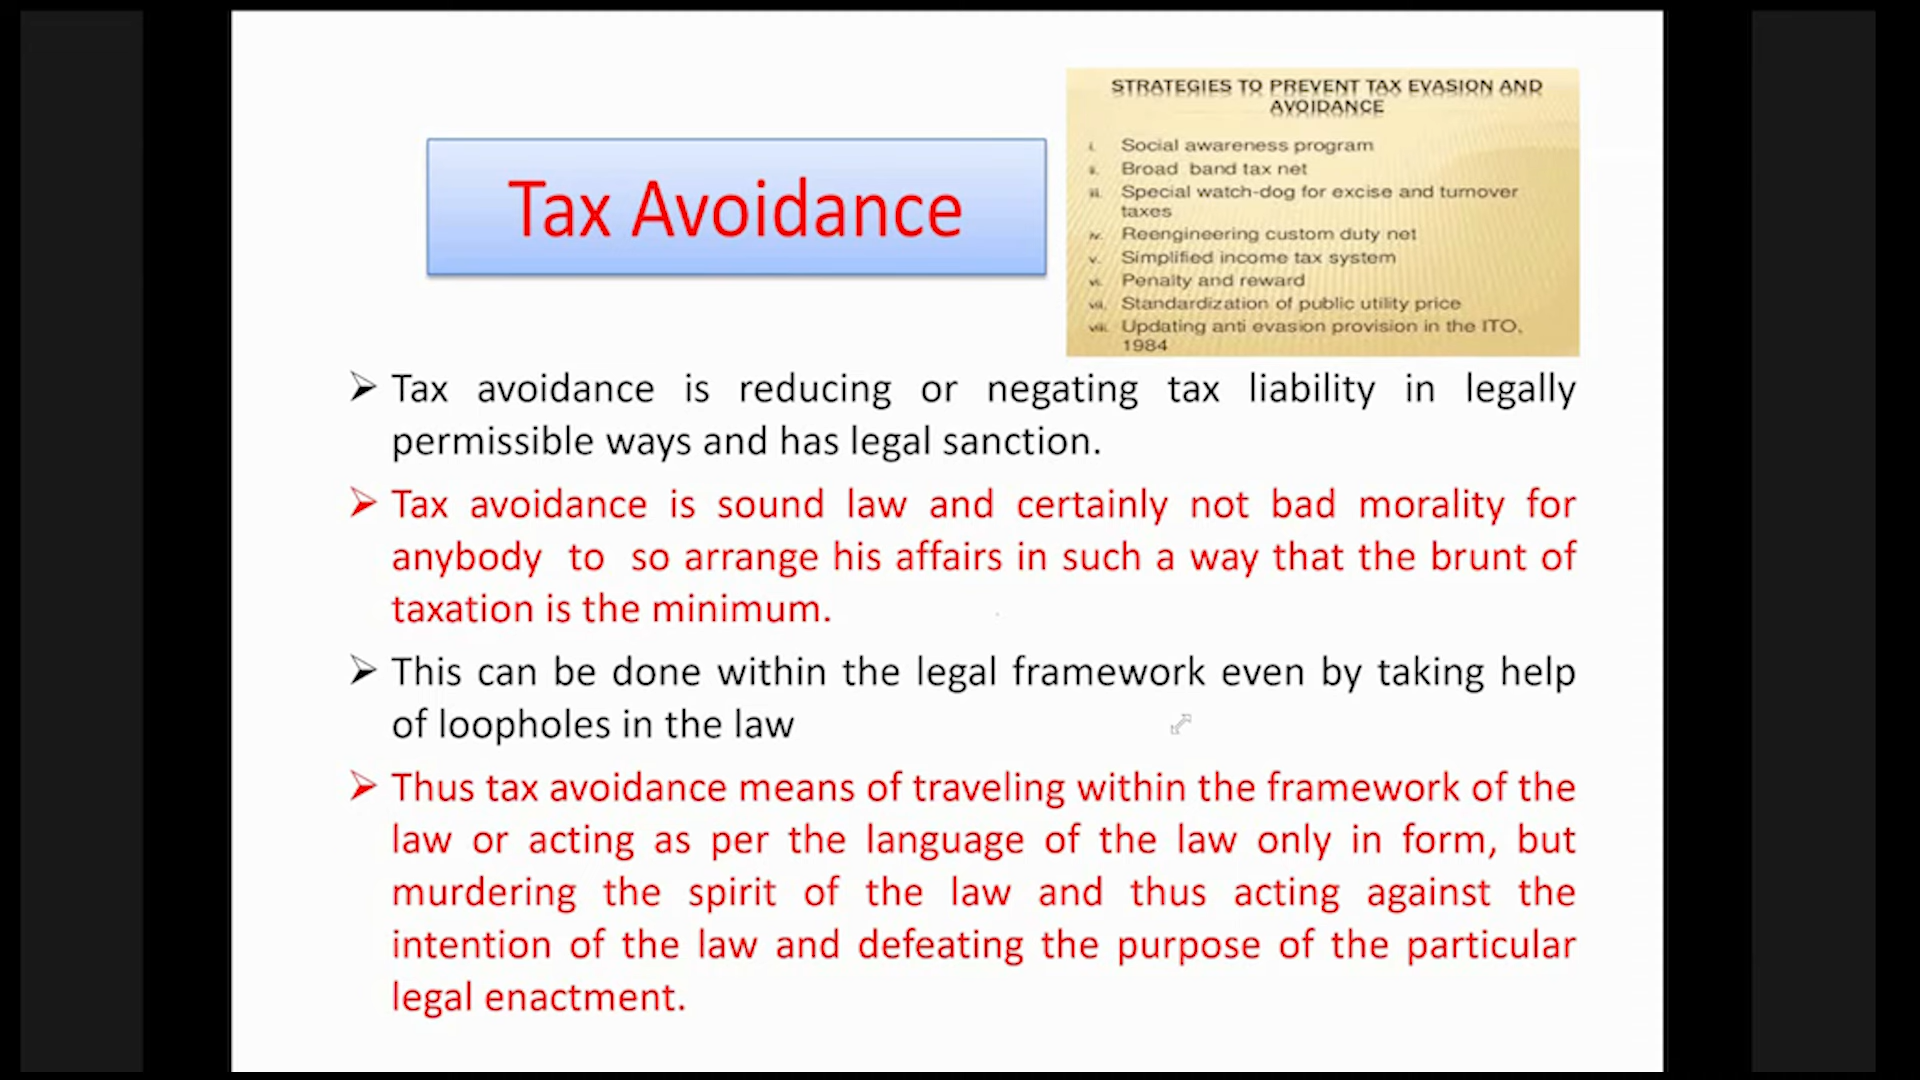 STRATEGIES TO PREVENT TAX EVASION AND
AVOIDANCE
i. Social awareness program
ii. Broad band tax net
iii. Special watch-dog for excise and turnover
taxes
iv. Reengineering custom duty net
v. Simplified income tax system
vi. Penalty and reward
vii. Standardization of public utility price
viii. Updating anti evasion provision in the ITO,
1984
Tax Avoidance
Tax avoidance is reducing or negating tax liability in legally
permissible ways and has legal sanction.
Tax avoidance is sound law and certainly not bad morality for
anybody to so arrange his affairs in such a way that the brunt of
taxation is the minimum.
This can be done within the legal framework even by taking help
of loopholes in the law
Thus tax avoidance means of traveling within the framework of the
law or acting as per the language of the law only in form, but
murdering the spirit of the law and thus acting against the
intention of the law and defeating the purpose of the particular
legal enactment.